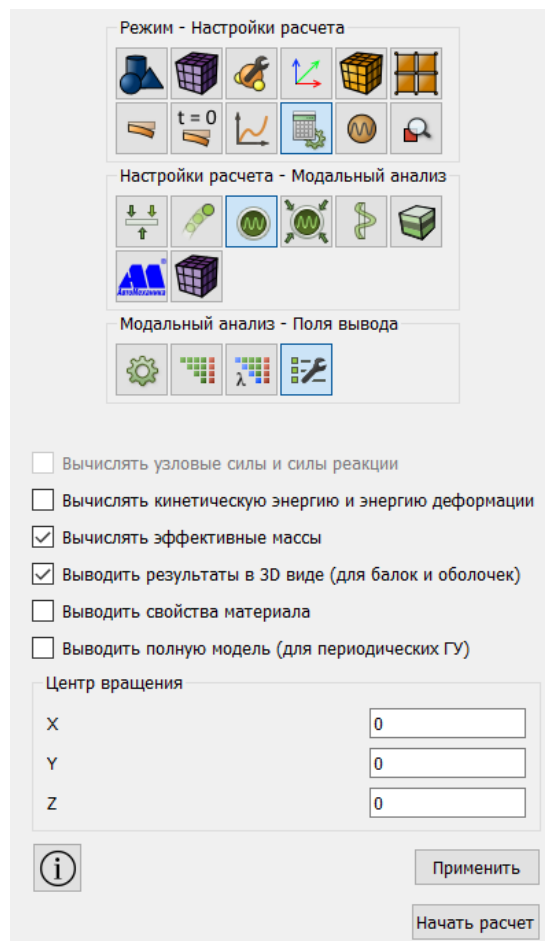 Режим - Настройки расчета
t = 0
Настройки расчета - Модальный анализ
АвтоМеханика
Модальный анализ - Поля вывода
λ
Вычислять узловые силы и силы реакции
Вычислять кинетическую энергию и энергию деформации
Вычислять эффективные массы
Выводить результаты в 3D виде (для балок и оболочек)
Выводить свойства материала
Выводить полную модель (для периодических ГУ)
Центр вращения
X 0
Y 0
Z 0
Применить
Начать расчет